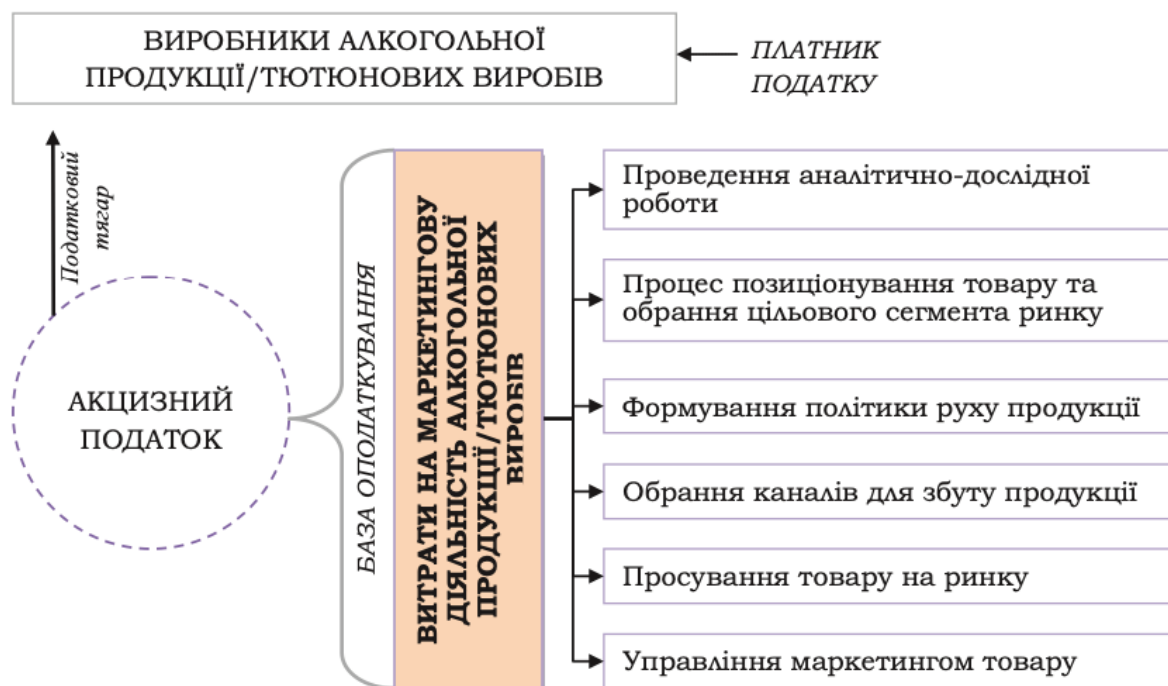 ВИРОБНИКИ АЛКОГОЛЬНОЇ
ПРОДУКЦІЇ/ТЮТЮНОВИХ ВИРОБІВ
ПЛАТНИК
ПОДАТКУ
Податковий
тягар
АКЦИЗНИЙ
ПОДАТОК
БАЗА ОПОДАТКУВАННЯ
ВИТРАТИ НА МАРКЕТИНГОВУ
ДІЯЛЬНІСТЬ АЛКОГОЛЬНОЇ
ПРОДУКЦІЇ/ТЮТЮНОВИХ
ВИРОБІВ
Проведення аналітично-дослідної
роботи
Процес позиціонування товару та
обрання цільового сегмента ринку
Формування політики руху продукції
Обрання каналів для збуту продукції
Просування товару на ринку
Управління маркетингом товару